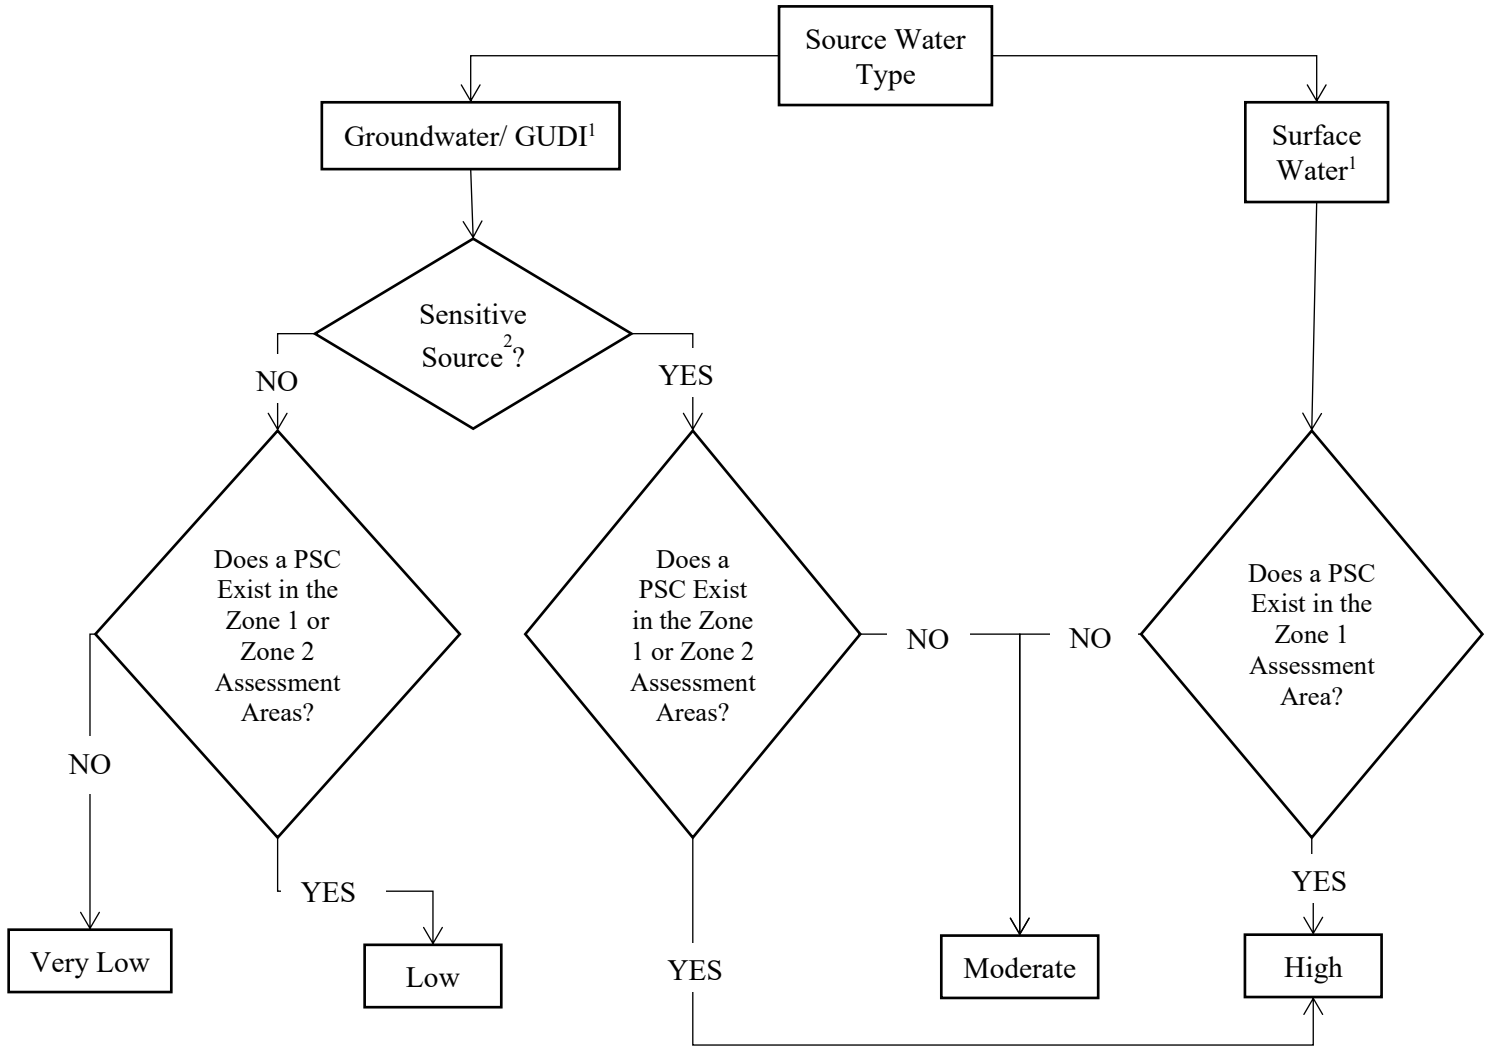 Source Water
Type
Groundwater/ GUDI¹
Surface
Water¹
Sensitive
Source²?
NO
YES
Does a PSC
Exist in the
Zone 1 or
Zone 2
Assessment
Areas?
Does a
PSC Exist
in the Zone
1 or Zone 2
Assessment
Areas?
Does a PSC
Exist in the
Zone 1
Assessment
Area?
NO
NO
NO
YES
YES
YES
Very Low
Low
Moderate
High